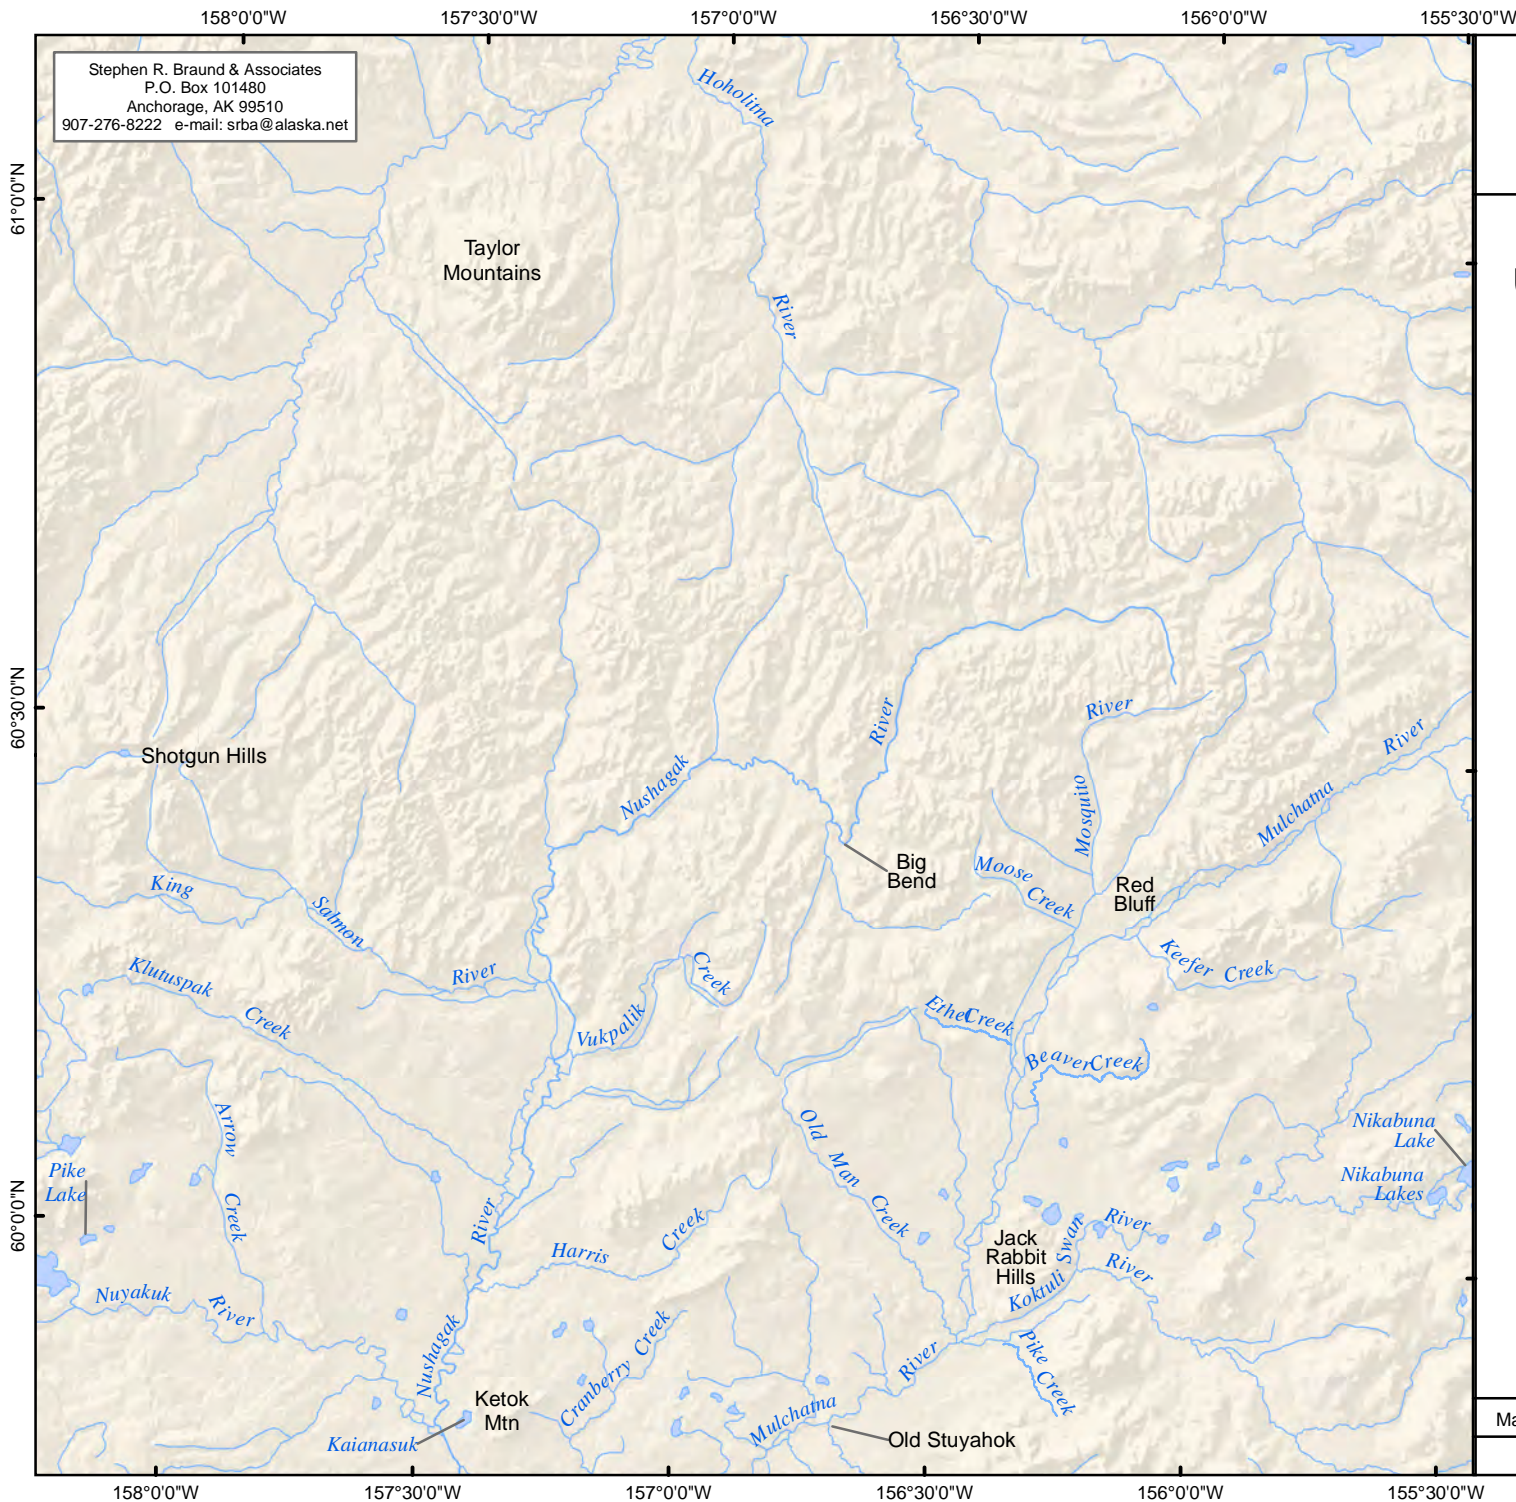 158°0'0"W
157°30'0"W
157°0'0"W
156°30'0"W
156°0'0"W
155°30'0"W
Stephen R. Braund & Associates
P.O. Box 101480
Anchorage, AK 99510
907-276-8222 e-mail: srba@alaska.net
61°0'0"N
60°30'0"N
60°0'0"N
Hoholitna
River
Taylor
Mountains
Shotgun Hills
Nushagak
River
River
Mosquito
Mulchatna
River
Big
Bend
Moose
Creek
Red
Bluff
King
Salmon
River
Klutuspak
Creek
Vukpalik
Creek
Keefer Creek
Ethel Creek
Beaver Creek
Arrow
Creek
Old Man Creek
Pike
Lake
Nikabuna
Lake
Nikabuna
Lakes
River
Harris
Creek
Jack
Rabbit
Hills
Swan
River
Koktuli
River
Nuyakuk
River
Nushagak
Cranberry Creek
River
Pike Creek
Ketok
Mtn
Mulchatna
Kaianasuk
Old Stuyahok
Ma
158°0'0"W
157°30'0"W
157°0'0"W
156°30'0"W
156°0'0"W
155°30'0"W